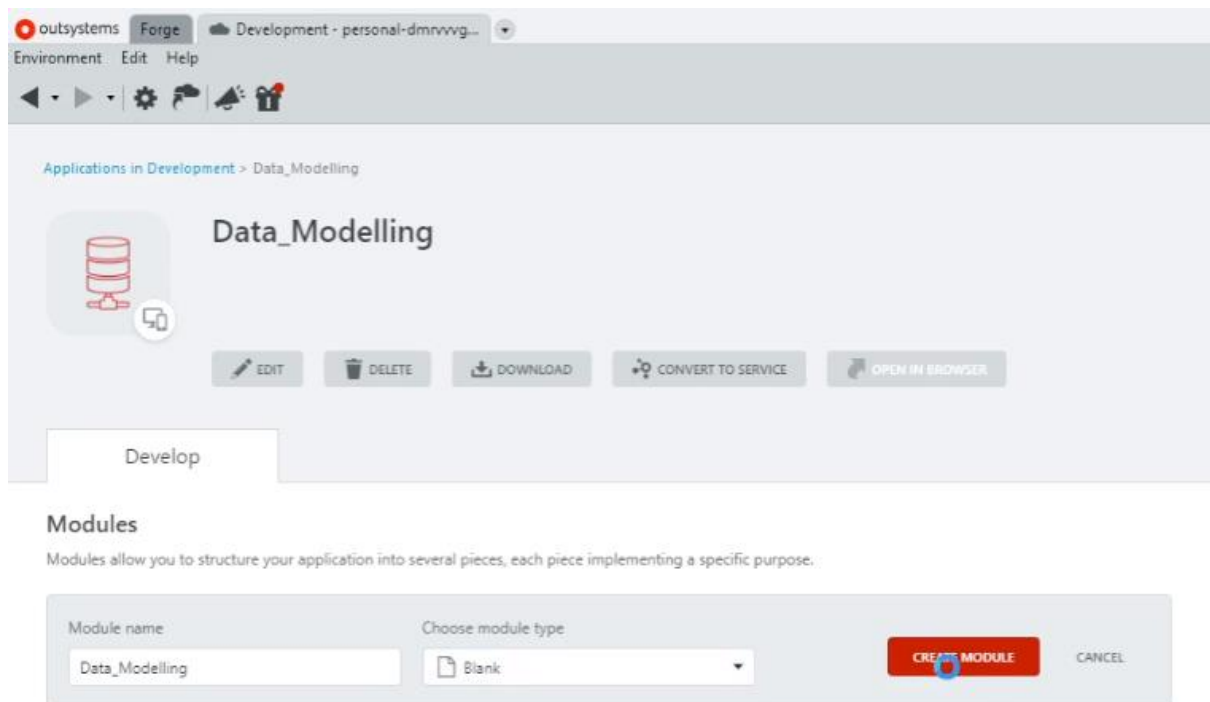 outsystems Forge Development - personal-dmrvvvg...
Environment Edit Help
Applications in Development > Data_Modelling
Data_Modelling
EDIT DELETE DOWNLOAD CONVERT TO SERVICE OPEN IN BROWSER
Develop
Modules
Modules allow you to structure your application into several pieces, each piece implementing a specific purpose.
Module name Choose module type
Data_Modelling Blank CREATE MODULE CANCEL